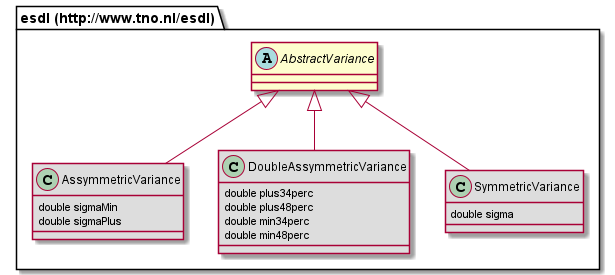 esdl (http://www.tno.nl/esdl)
A AbstractVariance
C AssymmetricVariance
double sigmaMin
double sigmaPlus
C DoubleAssymmetricVariance
double plus34perc
double plus48perc
double min34perc
double min48perc
C SymmetricVariance
double sigma